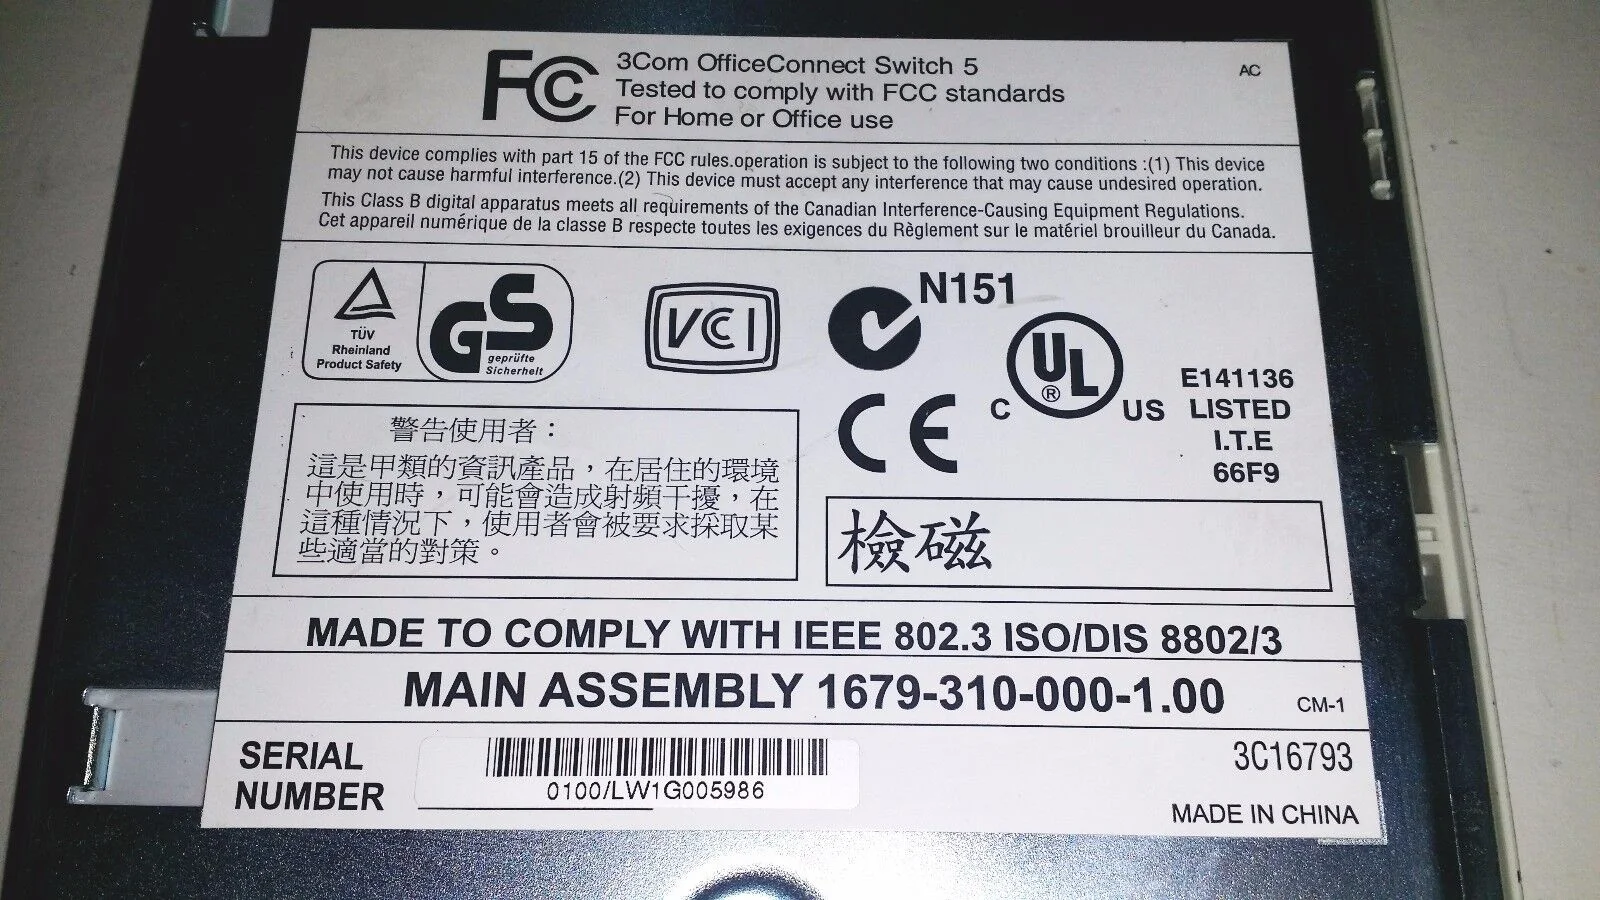 FC
3Com OfficeConnect Switch 5
AC
Tested to comply with FCC standards
For Home or Office use
This device complies with part 15 of the FCC rules.operation is subject to the following two conditions :(1) This device
may not cause harmful interference.(2) This device must accept any interference that may cause undesired operation.
This Class B digital apparatus meets all requirements of the Canadian Interference-Causing Equipment Regulations.
Cet appareil numérique de la classe B respecte toutes les exigences du Règlement sur le matériel brouilleur du Canada.
TÜV
Rheinland
Product Safety
GS
geprüfte
Sicherheit
VCI
N151
C
UL
®
US
E141136
LISTED
I.T.E
66F9
CE
警告使用者：
這是甲類的資訊產品，在居住的環境
中使用時，可能會造成射頻干擾，在
這種情況下，使用者會被要求採取某
些適當的對策。
檢磁
MADE TO COMPLY WITH IEEE 802.3 ISO/DIS 8802/3
MAIN ASSEMBLY 1679-310-000-1.00
CM-1
SERIAL
NUMBER
0100/LW1G005986
3C16793
MADE IN CHINA